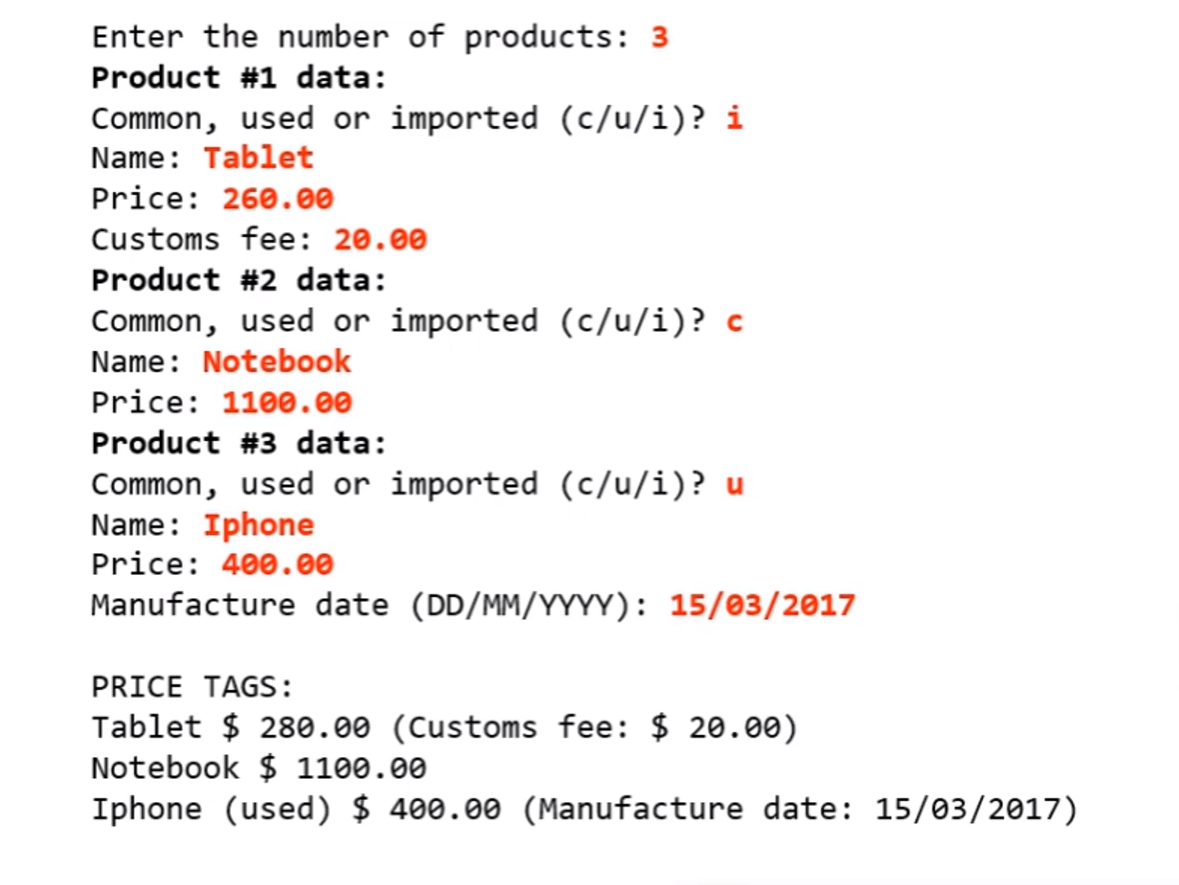 Enter the number of products: 3
Product #1 data:
Common, used or imported (c/u/i)? i
Name: Tablet
Price: 260.00
Customs fee: 20.00
Product #2 data:
Common, used or imported (c/u/i)? c
Name: Notebook
Price: 1100.00
Product #3 data:
Common, used or imported (c/u/i)? u
Name: Iphone
Price: 400.00
Manufacture date (DD/MM/YYYY): 15/03/2017
PRICE TAGS:
Tablet $ 280.00 (Customs fee: $ 20.00)
Notebook $ 1100.00
Iphone (used) $ 400.00 (Manufacture date: 15/03/2017)